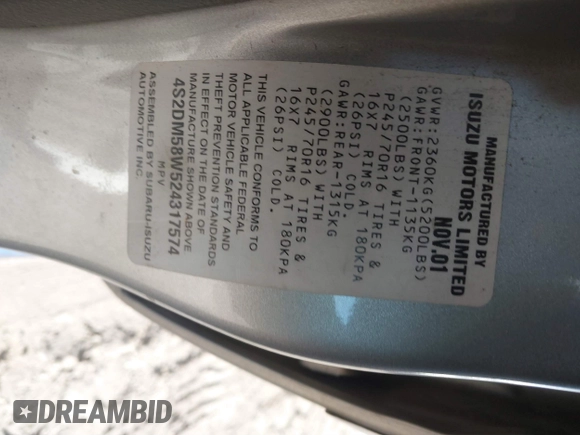 MANUFACTURED BY
ISUZU MOTORS LIMITED
NOV.01
GVWR:2360KG(5200LBS)
GAWR:FRONT-1135KG
(2500LBS) WITH
P245/70R16 TIRES &
16X7 RIMS AT 180KPA
(26PSI) COLD.
GAWR:REAR-1315KG
(2900LBS) WITH
P245/70R16 TIRES &
16X7 RIMS AT 180KPA
(26PSI) COLD.
THIS VEHICLE CONFORMS TO
ALL APPLICABLE FEDERAL
MOTOR VEHICLE SAFETY AND
THEFT PREVENTION STANDARDS
IN EFFECT ON THE DATE OF
MANUFACTURE SHOWN ABOVE
4S2DM58W524317574
MPV
ASSEMBLED BY SUBARU-ISUZU
AUTOMOTIVE INC.
DREAMBID